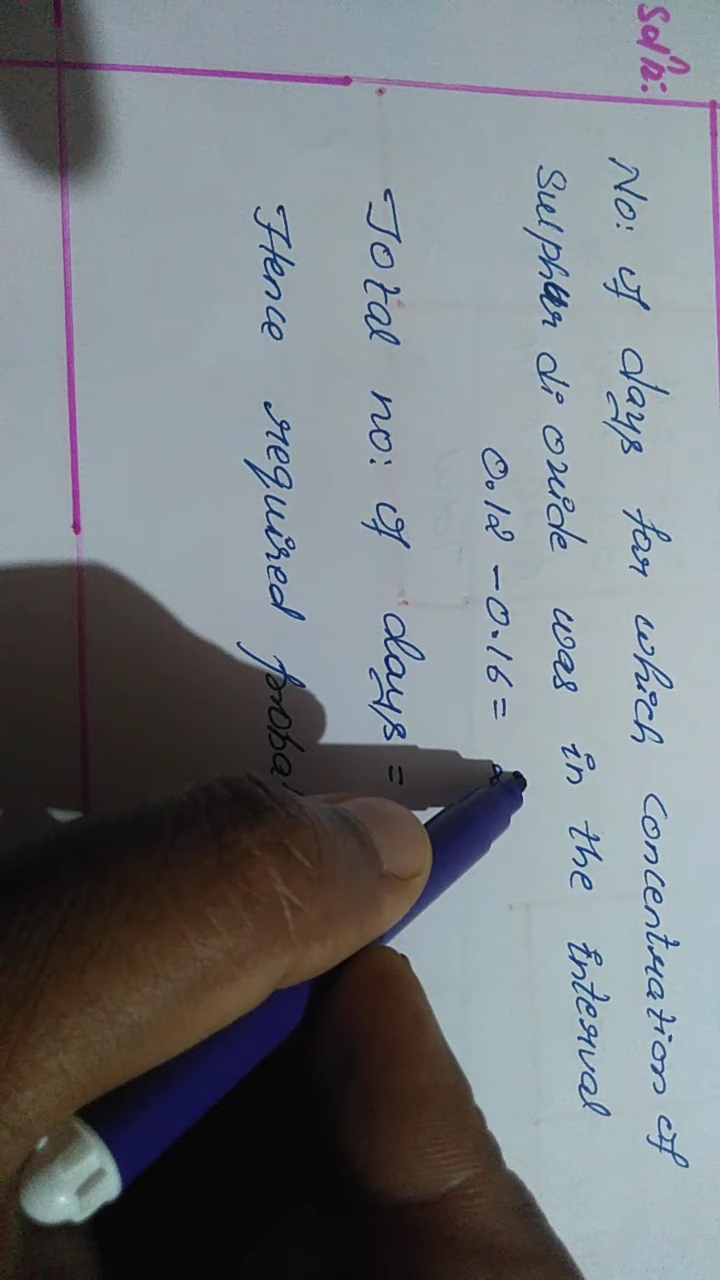 Soln:
No: of days for which concentration of
Sulphur di oxide was in the interval
0.12 - 0.16 =
Total no: of days =
Hence required proba